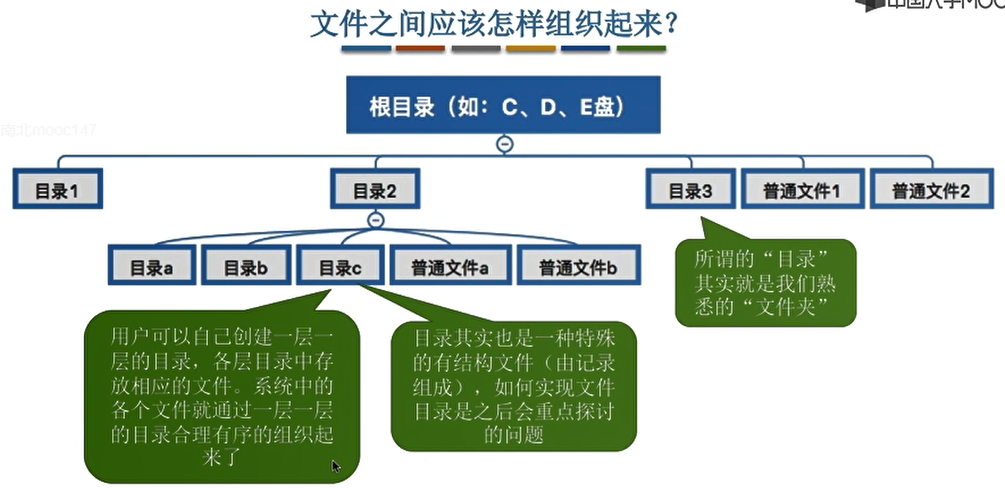 中国大学MOOC
文件之间应该怎样组织起来？
根目录（如：C、D、E盘）
南北mooc147
目录1
目录2
目录3
普通文件1
普通文件2
目录a
目录b
目录c
普通文件a
普通文件b
所谓的“目录”
其实就是我们熟
悉的“文件夹”
用户可以自己创建一层一
层的目录，各层目录中存
放相应的文件。系统中的
各个文件就通过一层一层
的目录合理有序的组织起
来了
目录其实也是一种特殊
的有结构文件（由记录
组成），如何实现文件
目录是之后会重点探讨
的问题